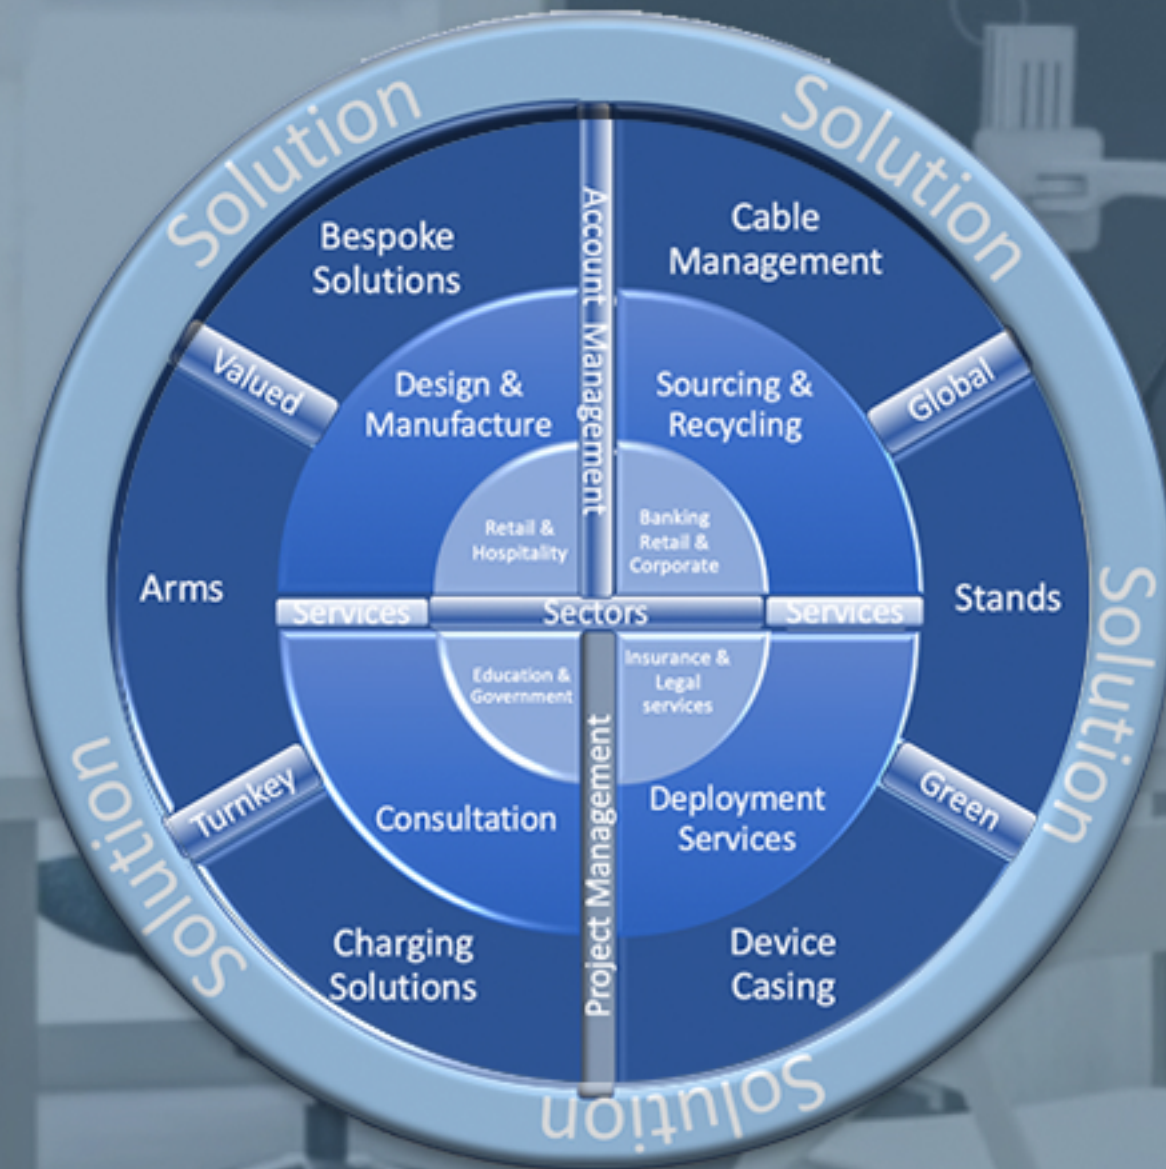 Solution
Solution
Bespoke
Solutions
Account Management
Cable
Management
Valued
Global
Design &
Manufacture
Sourcing &
Recycling
Retail &
Hospitality
Banking
Retail &
Corporate
Arms
Stands
Services
Sectors
Services
Solution
Education &
Government
Insurance &
Legal
services
Project Management
Turnkey
Green
Consultation
Deployment
Services
Solution
Charging
Solutions
Device
Casing
Solution